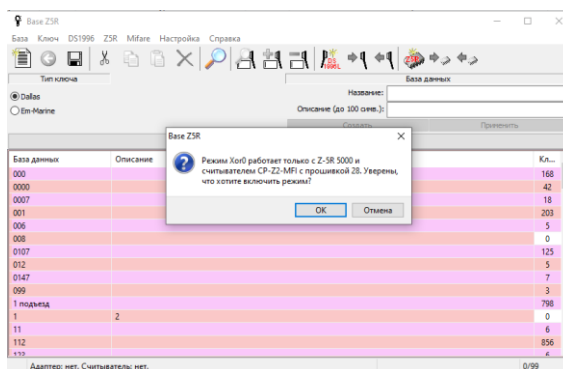 Base Z5R
База Ключ DS1996 Z5R Mifare Настройка Справка
Тип ключа
База данных
Dallas
Em-Marine
Название:
Описание (до 100 симв.):
Создать
Применить
Base Z5R
Режим Xor0 работает только с Z-5R 5000 и
считывателем CP-Z2-MFI с прошивкой 28. Уверены,
что хотите включить режим?
OK Отмена
База данных Описание Кл...
000 168
0000 42
0007 18
001 203
006 5
008 0
0107 125
012 5
0147 7
099 3
1 подъезд 798
1 2 0
11 6
112 856
122 6
Адаптер: нет. Считыватель: нет. 0/99